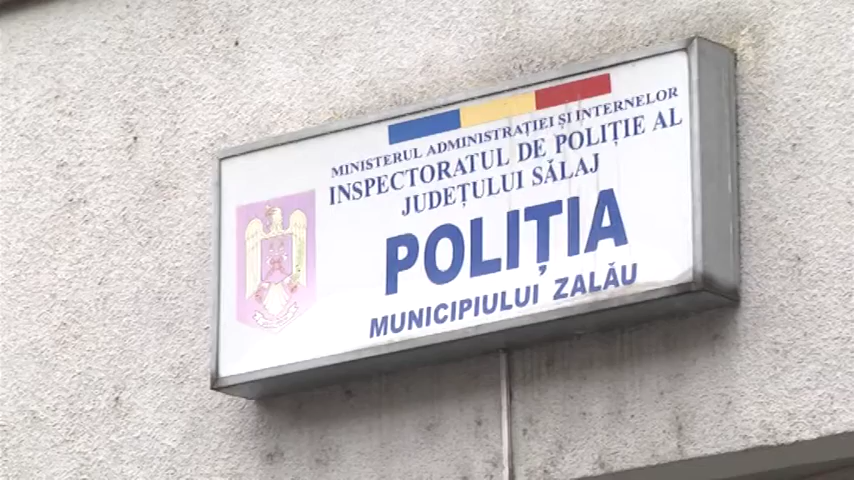 MINISTERUL ADMINISTRAȚIEI ȘI INTERNELOR
INSPECTORATUL DE POLIȚIE AL
JUDEȚULUI SĂLAJ
POLIȚIA
MUNICIPIULUI ZALĂU